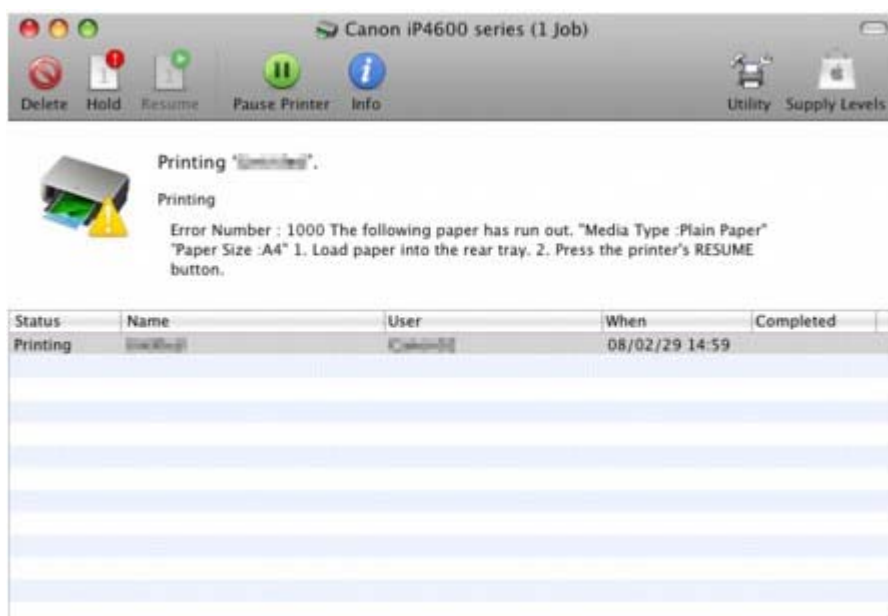 Canon iP4600 series (1 Job)
Delete Hold Resume Pause Printer Info Utility Supply Levels
Printing "
Printing
Error Number : 1000 The following paper has run out. "Media Type :Plain Paper"
"Paper Size :A4" 1. Load paper into the rear tray. 2. Press the printer's RESUME
button.
Status Name User When Completed
Printing 08/02/29 14:59